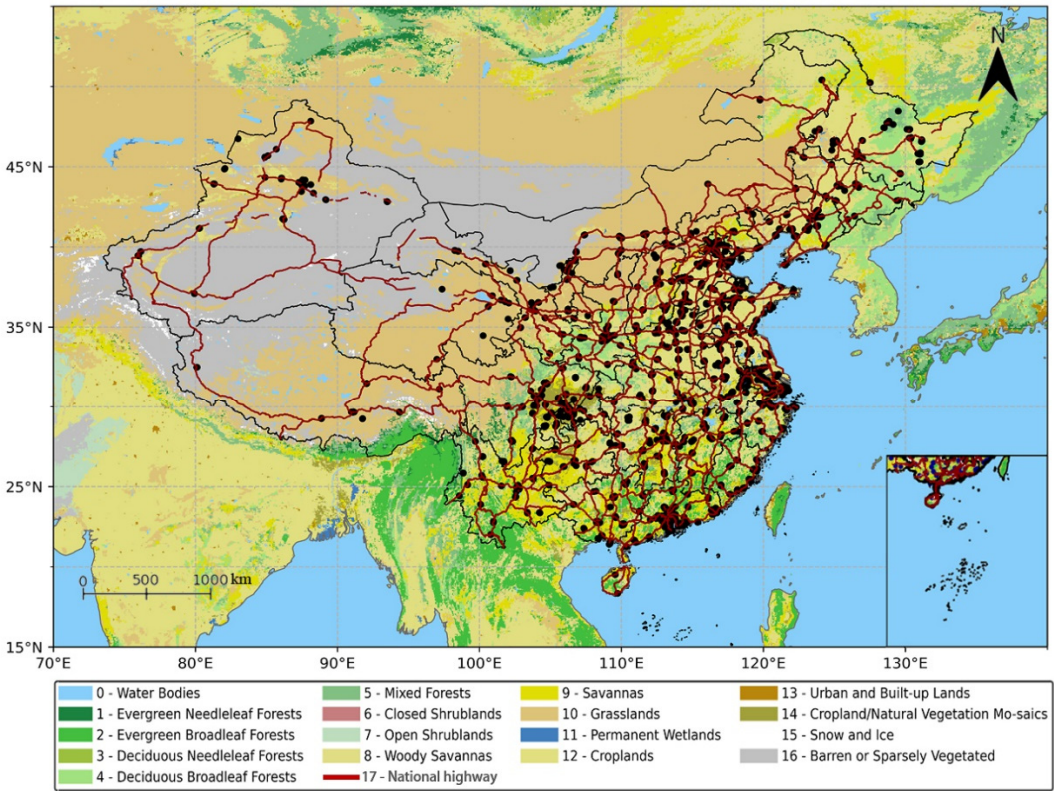 N
45°N
35°N
25°N
15°N
0 500 1000 km
70°E 80°E 90°E 100°E 110°E 120°E 130°E
0 - Water Bodies
1 - Evergreen Needleleaf Forests
2 - Evergreen Broadleaf Forests
3 - Deciduous Needleleaf Forests
4 - Deciduous Broadleaf Forests
5 - Mixed Forests
6 - Closed Shrublands
7 - Open Shrublands
8 - Woody Savannas
17 - National highway
9 - Savannas
10 - Grasslands
11 - Permanent Wetlands
12 - Croplands
13 - Urban and Built-up Lands
14 - Cropland/Natural Vegetation Mo-saics
15 - Snow and Ice
16 - Barren or Sparsely Vegetated